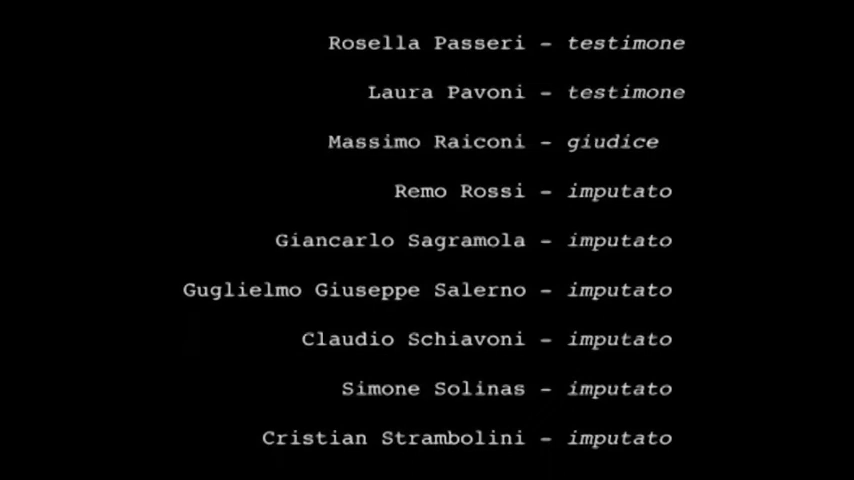 Rosella Passeri – testimone
Laura Pavoni – testimone
Massimo Raiconi – giudice
Remo Rossi – imputato
Giancarlo Sagramola – imputato
Guglielmo Giuseppe Salerno – imputato
Claudio Schiavoni – imputato
Simone Solinas – imputato
Cristian Strambolini – imputato